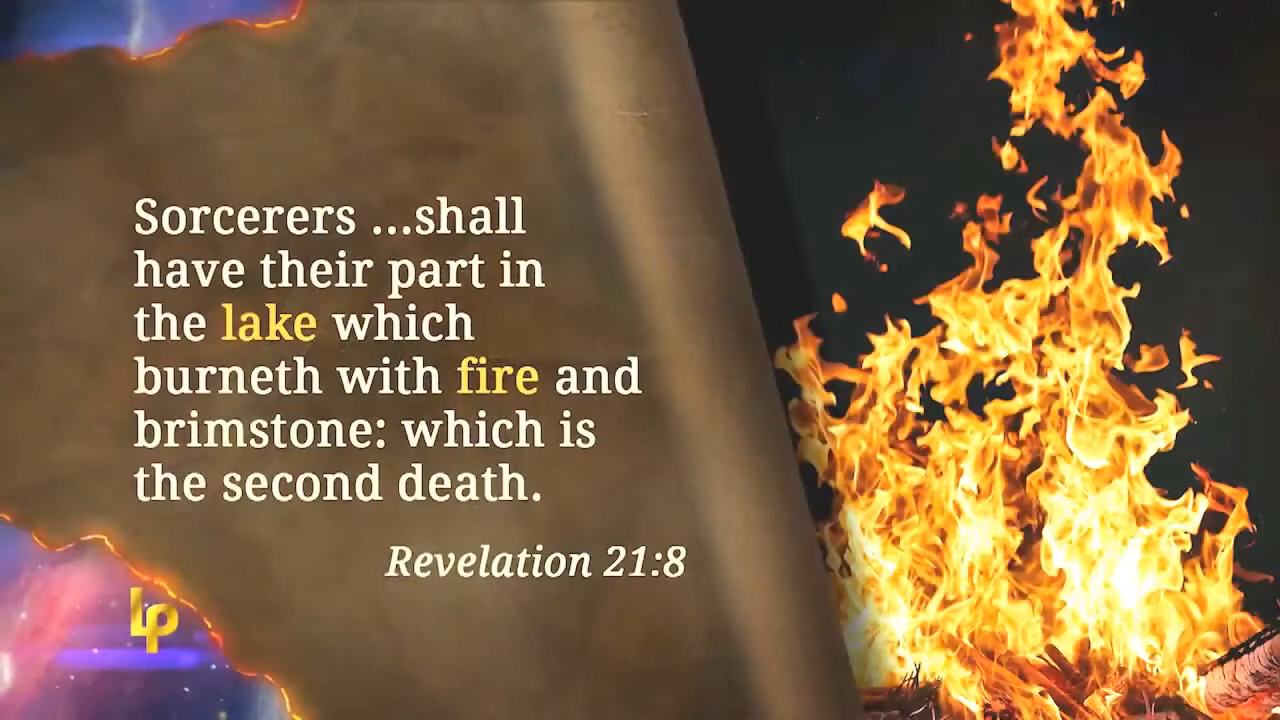 Sorcerers ...shall
have their part in
the lake which
burneth with fire and
brimstone: which is
the second death.
Revelation 21:8
LP